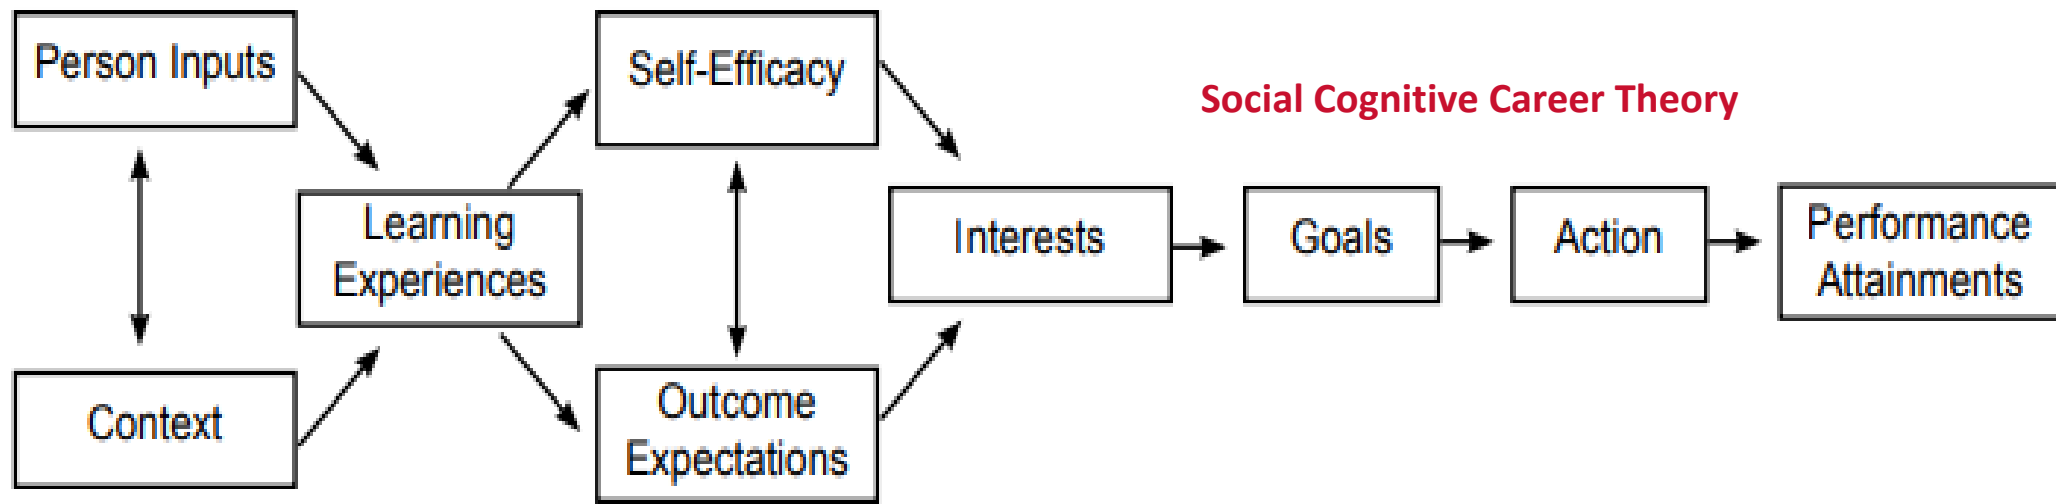 Person Inputs
Self-Efficacy
Social Cognitive Career Theory
Learning
Experiences
Interests
Goals
Action
Performance
Attainments
Context
Outcome
Expectations